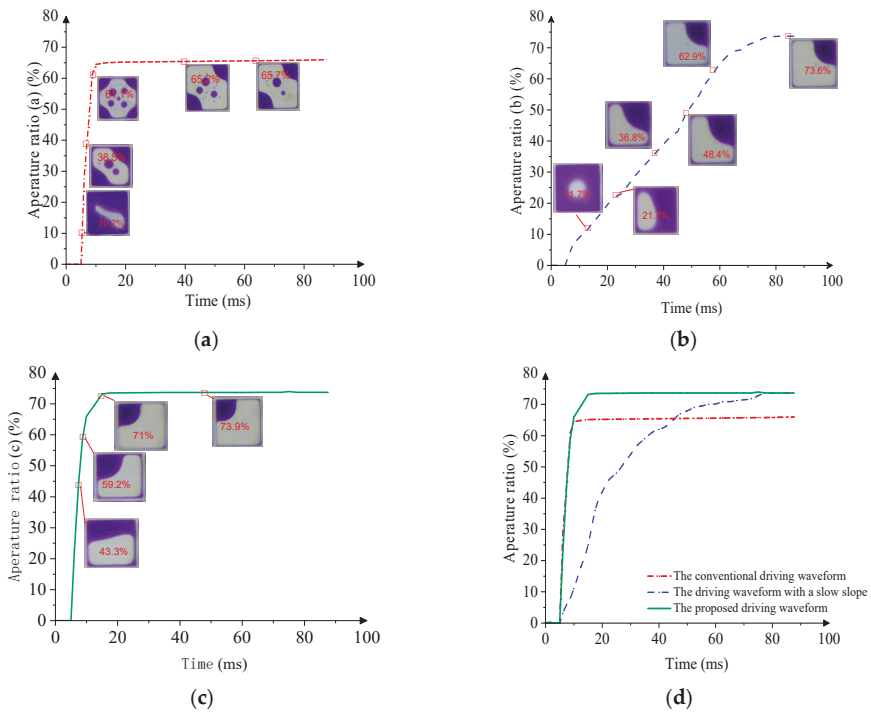 80
70
60
50
40
30
20
10
0
Aperature ratio (a) (%)
38.5%
65.7%
0 20 40 60 80 100
Time (ms)
(a)
80
70
60
50
40
30
20
10
0
Aperature ratio (b) (%)
21.7%
36.8%
48.4%
62.9%
73.6%
0 20 40 60 80 100
Time (ms)
(b)
80
70
60
50
40
30
20
10
0
Aperature ratio (c) (%)
43.3%
59.2%
71%
73.9%
0 20 40 60 80 100
Time (ms)
(c)
80
70
60
50
40
30
20
10
0
Aperature ratio (%)
The conventional driving waveform
The driving waveform with a slow slope
The proposed driving waveform
0 20 40 60 80 100
Time (ms)
(d)